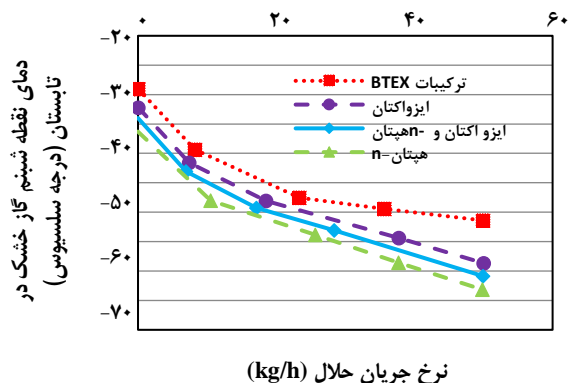 ۰ ۲۰ ۴۰ ۶۰
-۲۰
-۳۰
-۴۰
-۵۰
-۶۰
-۷۰
دمای نقطه شبنم گاز خشک در
تابستان (درجه سلسیوس)
ترکیبات BTEX
ایزواکتان
ایزو اکتان و -nهپتان
هپتان-n
نرخ جریان حلال (kg/h)